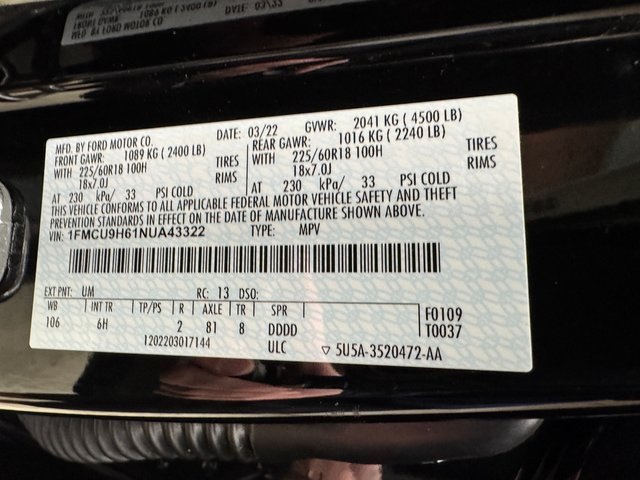 MFD. BY FORD MOTOR CO. DATE: 03/22 GVWR: 2041 KG ( 4500 LB)
FRONT GAWR: 1089 KG ( 2400 LB) REAR GAWR: 1016 KG ( 2240 LB)
WITH 225/60R18 100H TIRES WITH 225/60R18 100H TIRES
18x7.0J RIMS 18x7.0J RIMS
AT 230 kPa/ 33 PSI COLD AT 230 kPa/ 33 PSI COLD
THIS VEHICLE CONFORMS TO ALL APPLICABLE FEDERAL MOTOR VEHICLE SAFETY AND THEFT
PREVENTION STANDARDS IN EFFECT ON THE DATE OF MANUFACTURE SHOWN ABOVE.
VIN: 1FMCU9H61NUA43322 TYPE: MPV
EXT PNT: UM RC: 13 DSO:
WB INT TR TP/PS R AXLE TR SPR F0109
106 6H 2 81 8 DDDD T0037
1202203017144 ULC ▽ 5U5A-3520472-AA